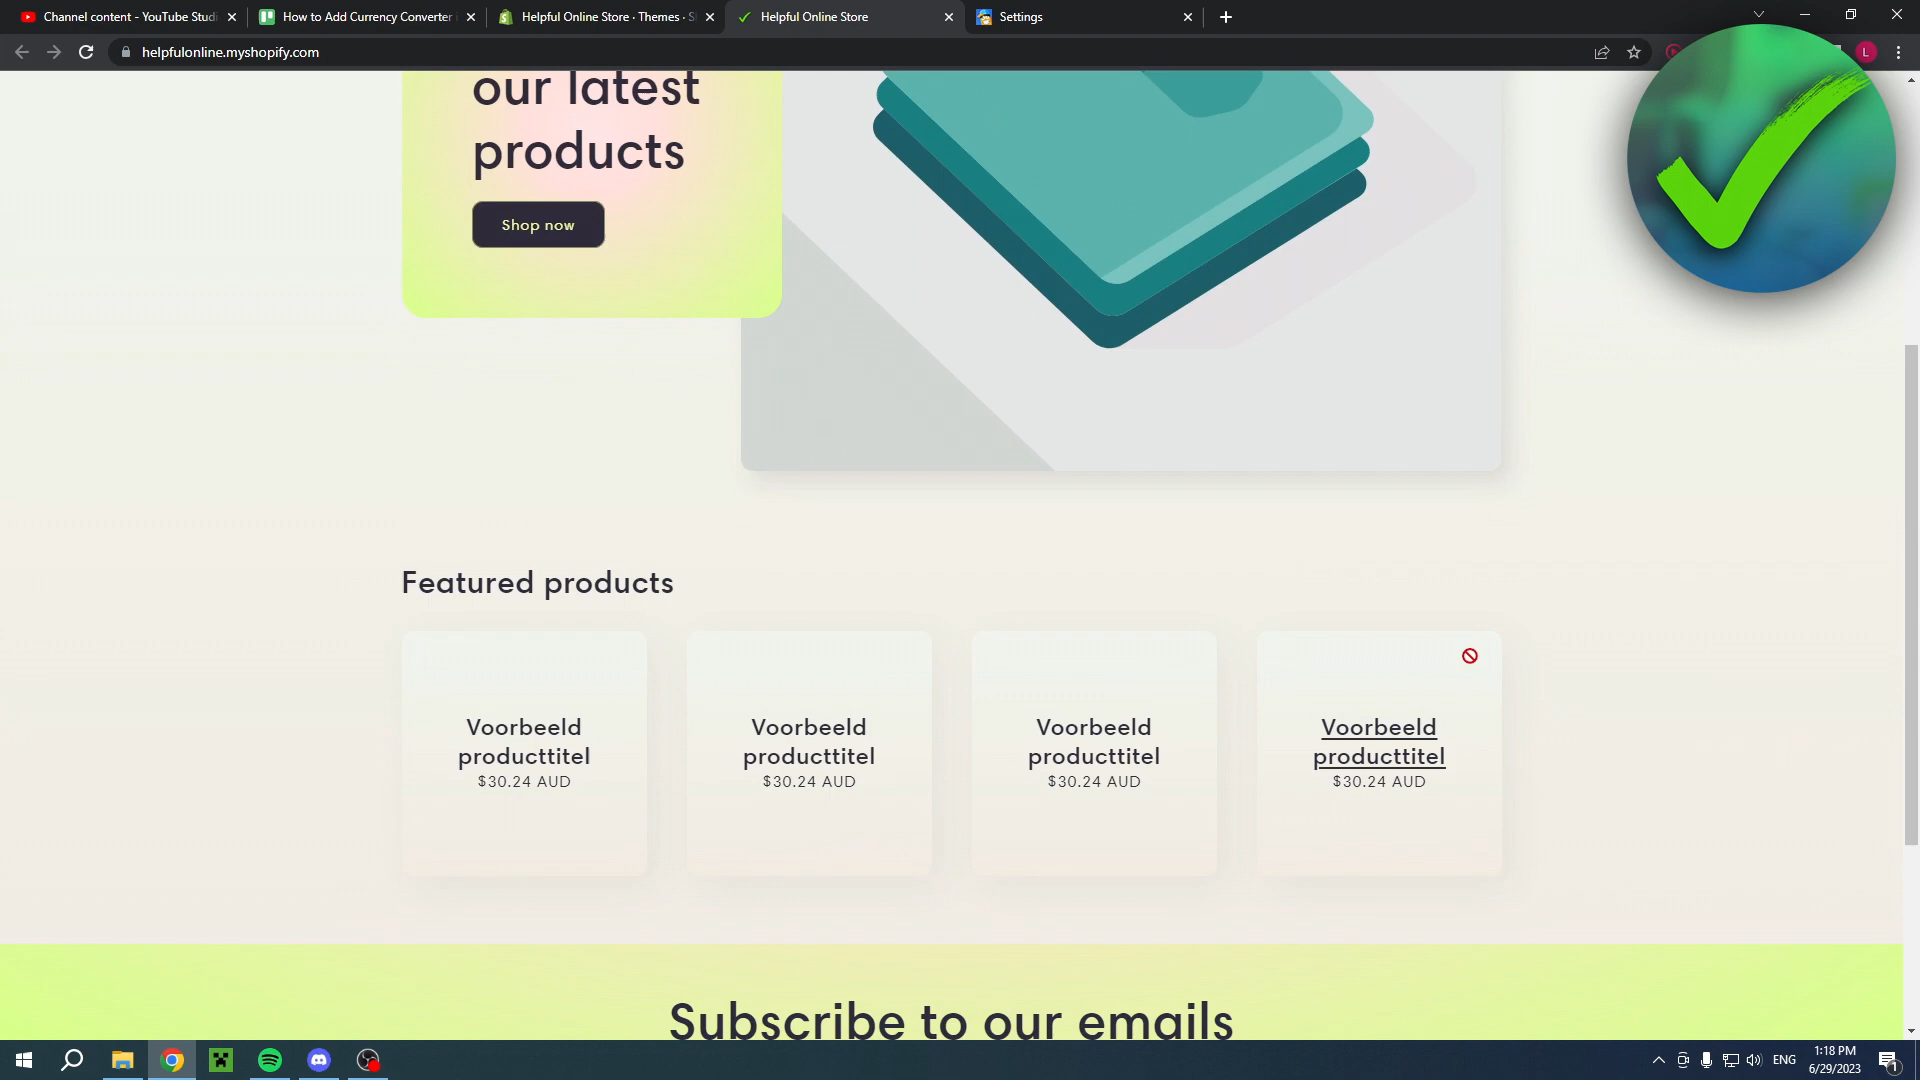 Channel content - YouTube Studi
How to Add Currency Converter i
Helpful Online Store · Themes · S
Helpful Online Store
Settings
helpfulonline.myshopify.com
L
our latest
products
Shop now
Featured products
Voorbeeld
producttitel
$30.24 AUD
Voorbeeld
producttitel
$30.24 AUD
Voorbeeld
producttitel
$30.24 AUD
Voorbeeld
producttitel
$30.24 AUD
Subscribe to our emails
ENG
1:18 PM
6/29/2023
1